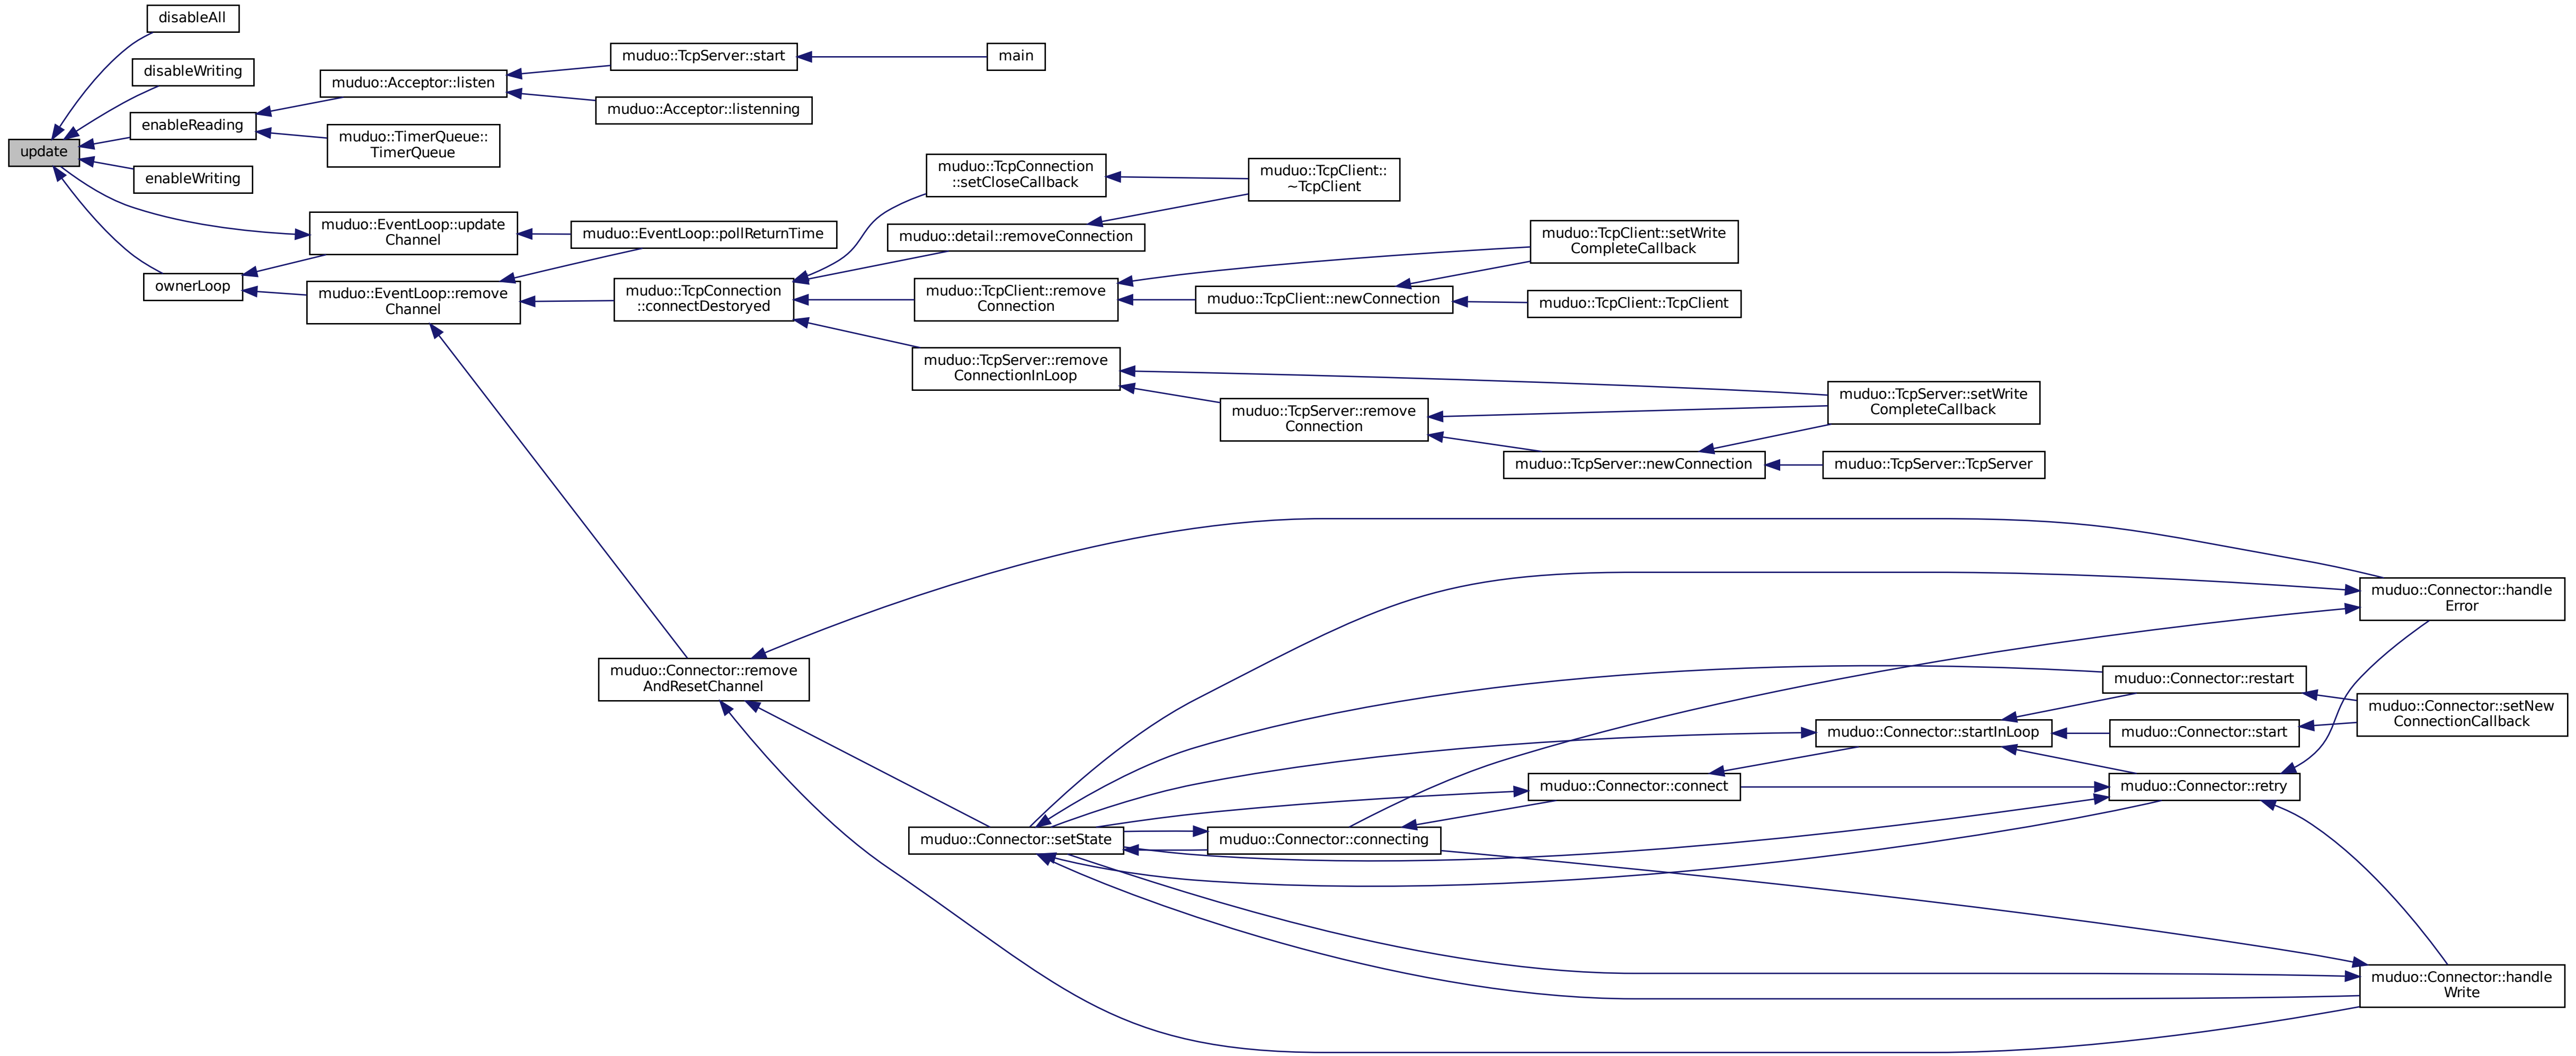 disableAll
disableWriting
enableReading
update
enableWriting
ownerLoop
muduo::Acceptor::listen
muduo::TimerQueue::
TimerQueue
muduo::EventLoop::update
Channel
muduo::EventLoop::remove
Channel
muduo::TcpServer::start
muduo::Acceptor::listenning
main
muduo::EventLoop::pollReturnTime
muduo::TcpConnection
::connectDestoryed
muduo::TcpConnection
::setCloseCallback
muduo::detail::removeConnection
muduo::TcpClient::remove
Connection
muduo::TcpServer::remove
ConnectionInLoop
muduo::TcpClient::
~TcpClient
muduo::TcpClient::newConnection
muduo::TcpClient::setWrite
CompleteCallback
muduo::TcpClient::TcpClient
muduo::TcpServer::remove
Connection
muduo::TcpServer::setWrite
CompleteCallback
muduo::TcpServer::newConnection
muduo::TcpServer::TcpServer
muduo::Connector::remove
AndResetChannel
muduo::Connector::setState
muduo::Connector::connecting
muduo::Connector::connect
muduo::Connector::startInLoop
muduo::Connector::restart
muduo::Connector::start
muduo::Connector::retry
muduo::Connector::handle
Error
muduo::Connector::setNew
ConnectionCallback
muduo::Connector::handle
Write